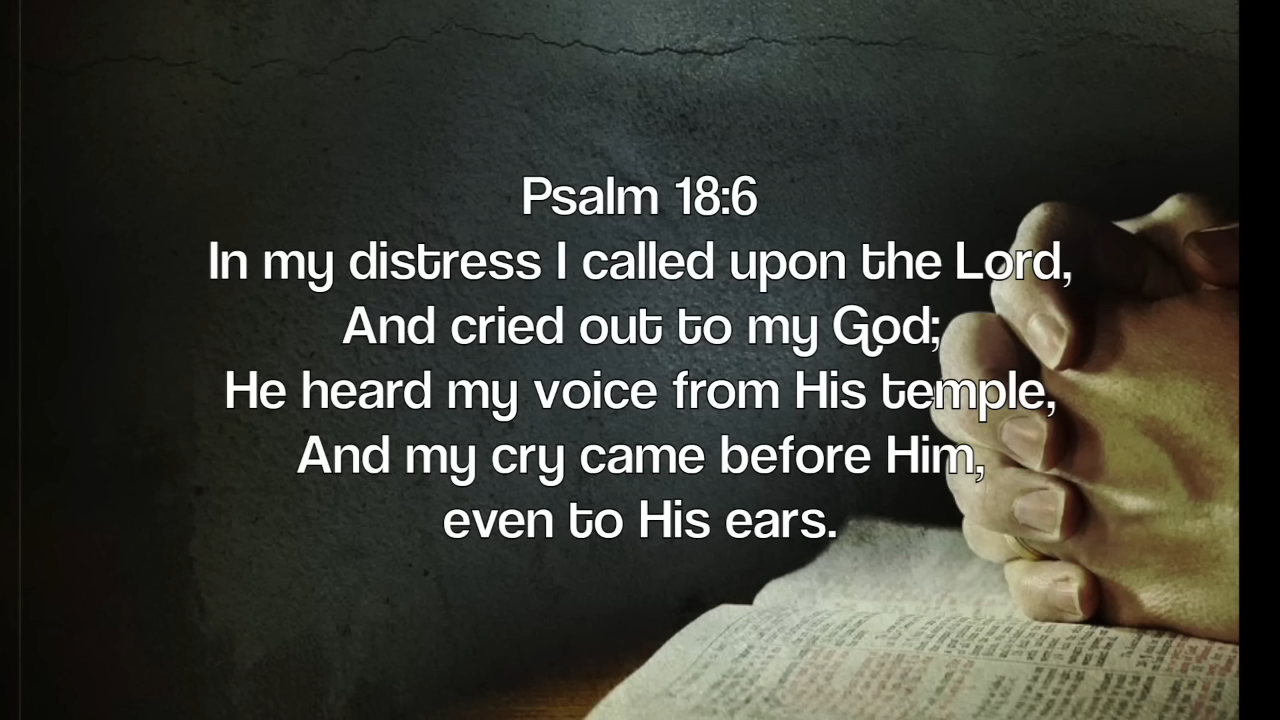 Psalm 18:6
In my distress I called upon the Lord,
And cried out to my God;
He heard my voice from His temple,
And my cry came before Him,
even to His ears.